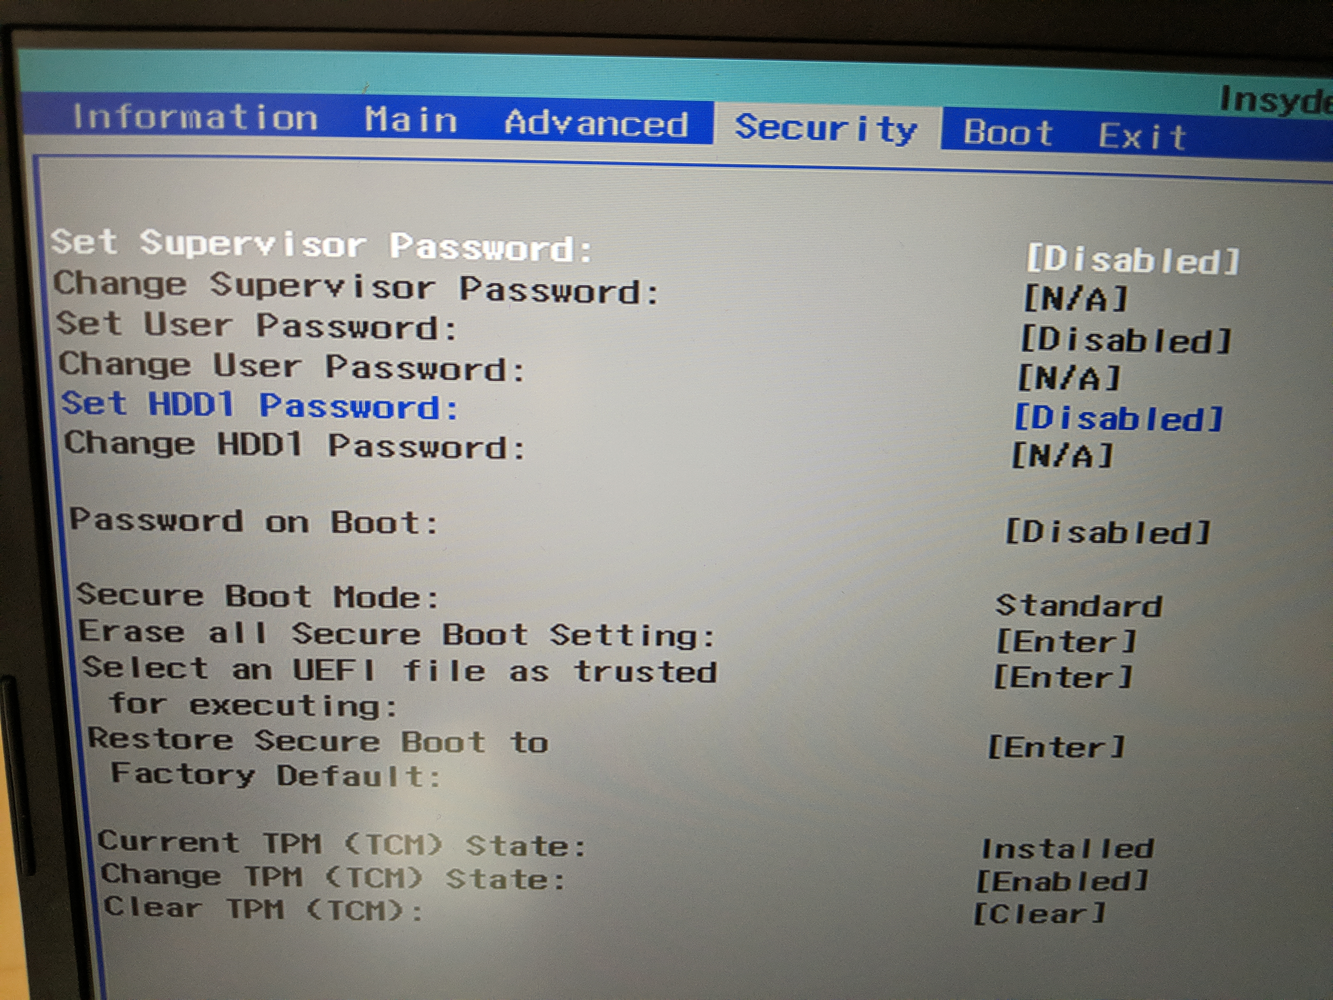 Insyde
Information Main Advanced Security Boot Exit
Set Supervisor Password: [Disabled]
Change Supervisor Password: [N/A]
Set User Password: [Disabled]
Change User Password: [N/A]
Set HDD1 Password: [Disabled]
Change HDD1 Password: [N/A]
Password on Boot: [Disabled]
Secure Boot Mode: Standard
Erase all Secure Boot Setting: [Enter]
Select an UEFI file as trusted [Enter]
for executing:
Restore Secure Boot to [Enter]
Factory Default:
Current TPM (TCM) State: Installed
Change TPM (TCM) State: [Enabled]
Clear TPM (TCM): [Clear]